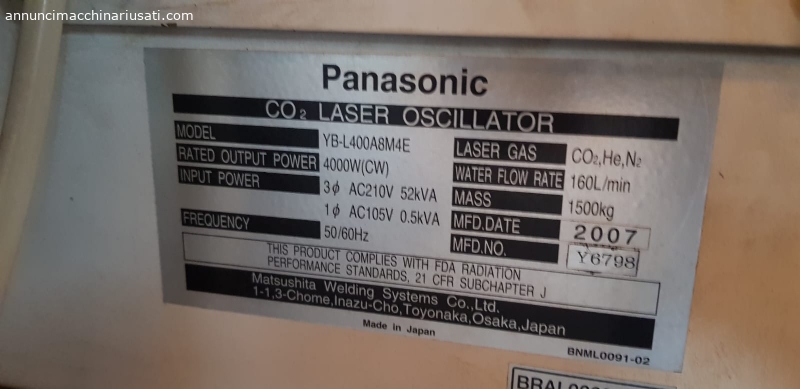 annuncimacchinariusati.com
Panasonic
CO₂ LASER OSCILLATOR
MODEL YB-L400A8M4E
RATED OUTPUT POWER 4000W(CW)
INPUT POWER 3φ AC210V 52kVA
1φ AC105V 0.5kVA
FREQUENCY 50/60Hz
LASER GAS CO₂,He,N₂
WATER FLOW RATE 160L/min
MASS 1500kg
MFD.DATE 2007
MFD.NO. Y6798
THIS PRODUCT COMPLIES WITH FDA RADIATION
PERFORMANCE STANDARDS, 21 CFR SUBCHAPTER J
Matsushita Welding Systems Co.,Ltd.
1-1,3-Chome,Inazu-Cho,Toyonaka,Osaka,Japan
Made in Japan
BNML0091-02